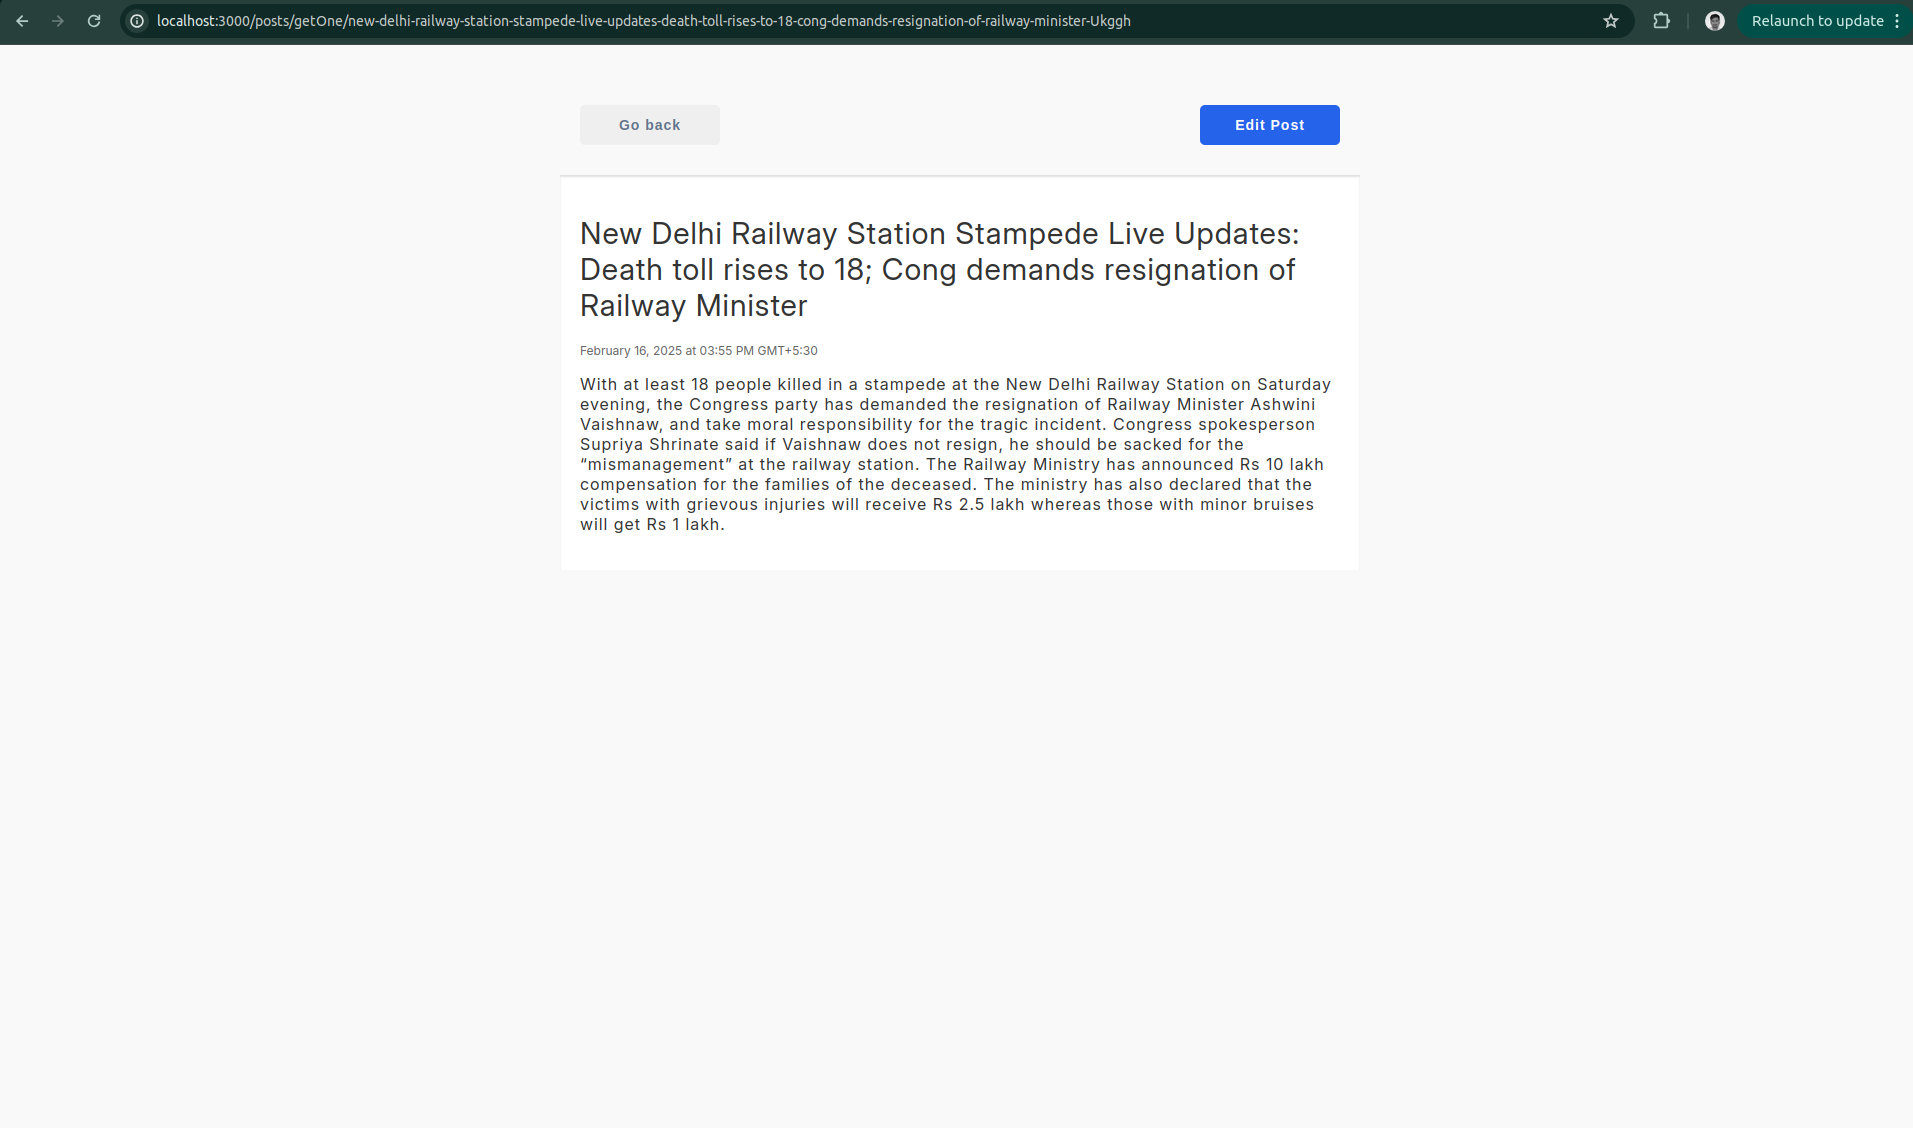 localhost:3000/posts/getOne/new-delhi-railway-station-stampede-live-updates-death-toll-rises-to-18-cong-demands-resignation-of-railway-minister-Ukggh
Relaunch to update
Go back
Edit Post
New Delhi Railway Station Stampede Live Updates:
Death toll rises to 18; Cong demands resignation of
Railway Minister
February 16, 2025 at 03:55 PM GMT+5:30
With at least 18 people killed in a stampede at the New Delhi Railway Station on Saturday
evening, the Congress party has demanded the resignation of Railway Minister Ashwini
Vaishnaw, and take moral responsibility for the tragic incident. Congress spokesperson
Supriya Shrinate said if Vaishnaw does not resign, he should be sacked for the
“mismanagement” at the railway station. The Railway Ministry has announced Rs 10 lakh
compensation for the families of the deceased. The ministry has also declared that the
victims with grievous injuries will receive Rs 2.5 lakh whereas those with minor bruises
will get Rs 1 lakh.